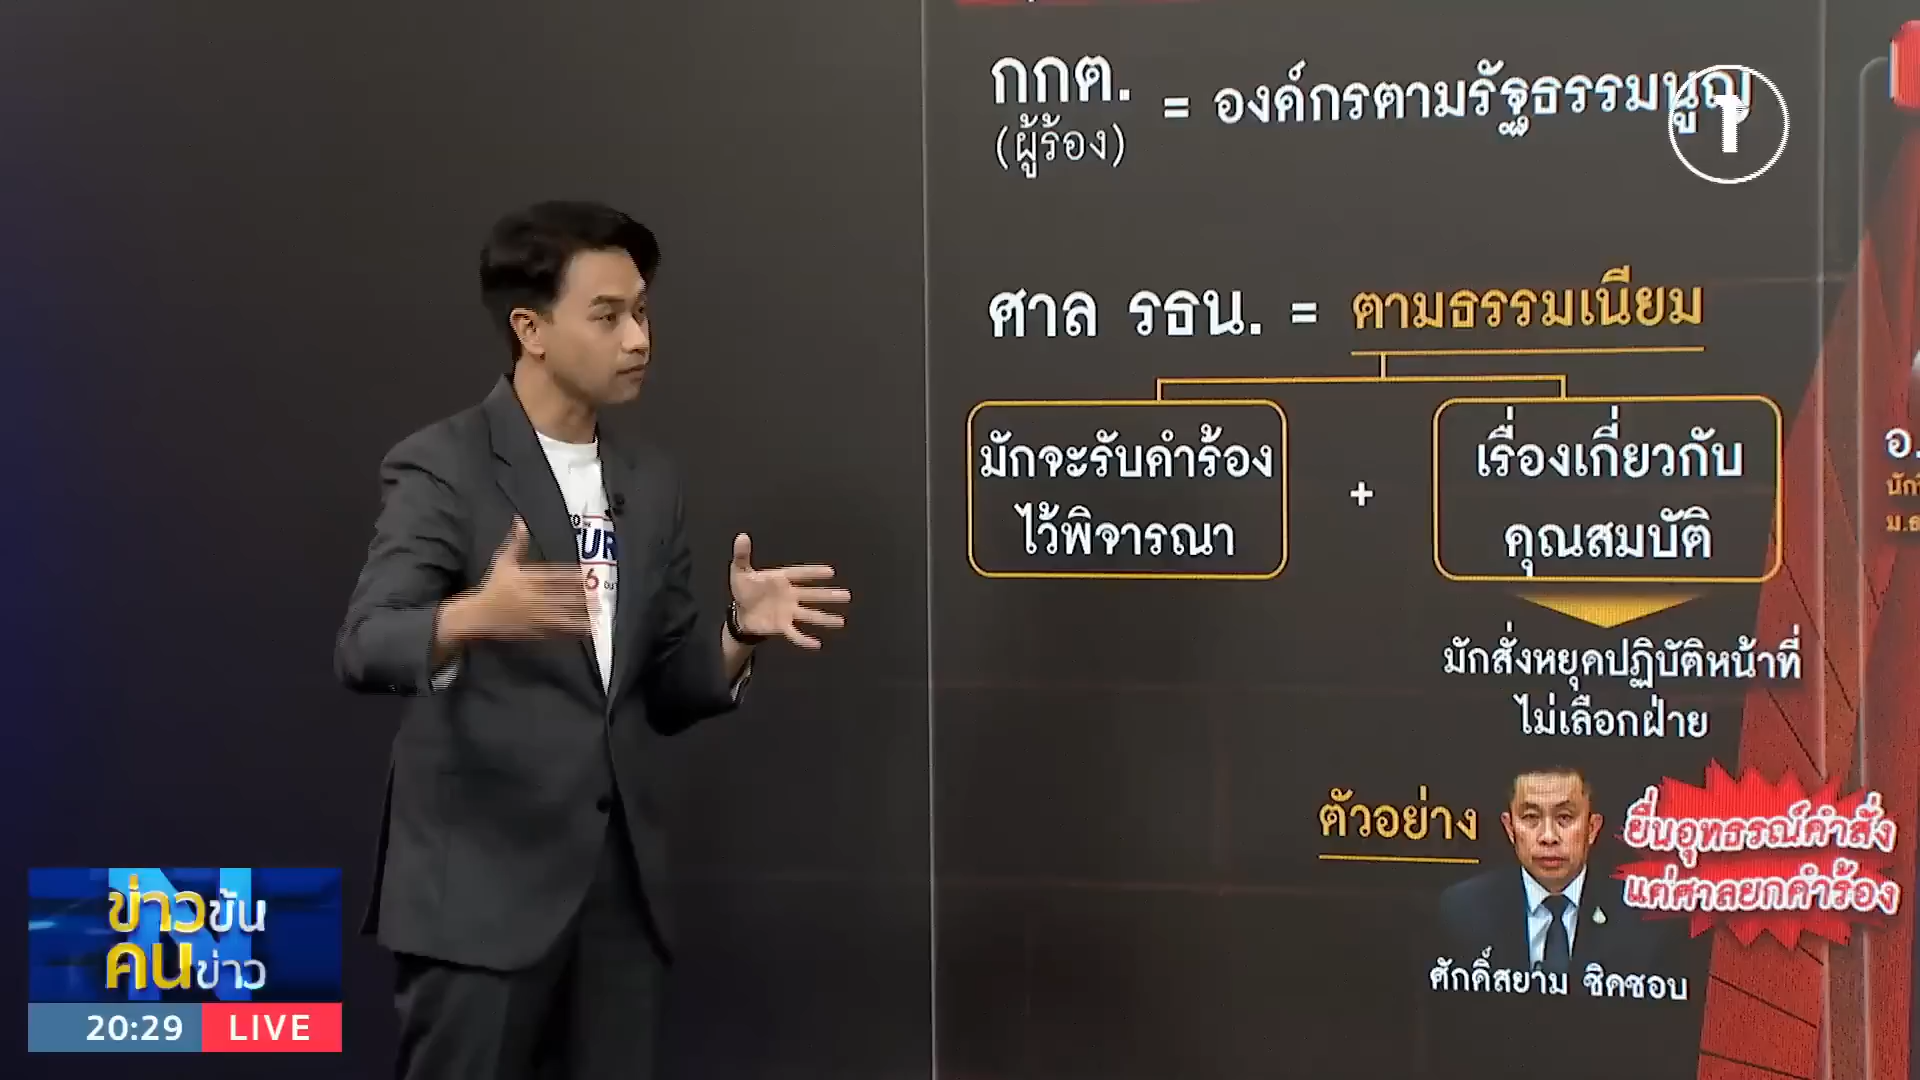 กกต.
(ผู้ร้อง)
= องค์กรตามรัฐธรรมนูญ
1
ศาล รธน. = ตามธรรมเนียม
มักจะรับคำร้อง
ไว้พิจารณา
+
เรื่องเกี่ยวกับ
คุณสมบัติ
มักสั่งหยุดปฏิบัติหน้าที่
ไม่เลือกฝ่าย
ตัวอย่าง
ยื่นอุทธรณ์คำสั่ง
แต่ศาลยกคำร้อง
ศักดิ์สยาม ชิดชอบ
อ.
ข่าวข้น
คนข่าว
20:29 LIVE